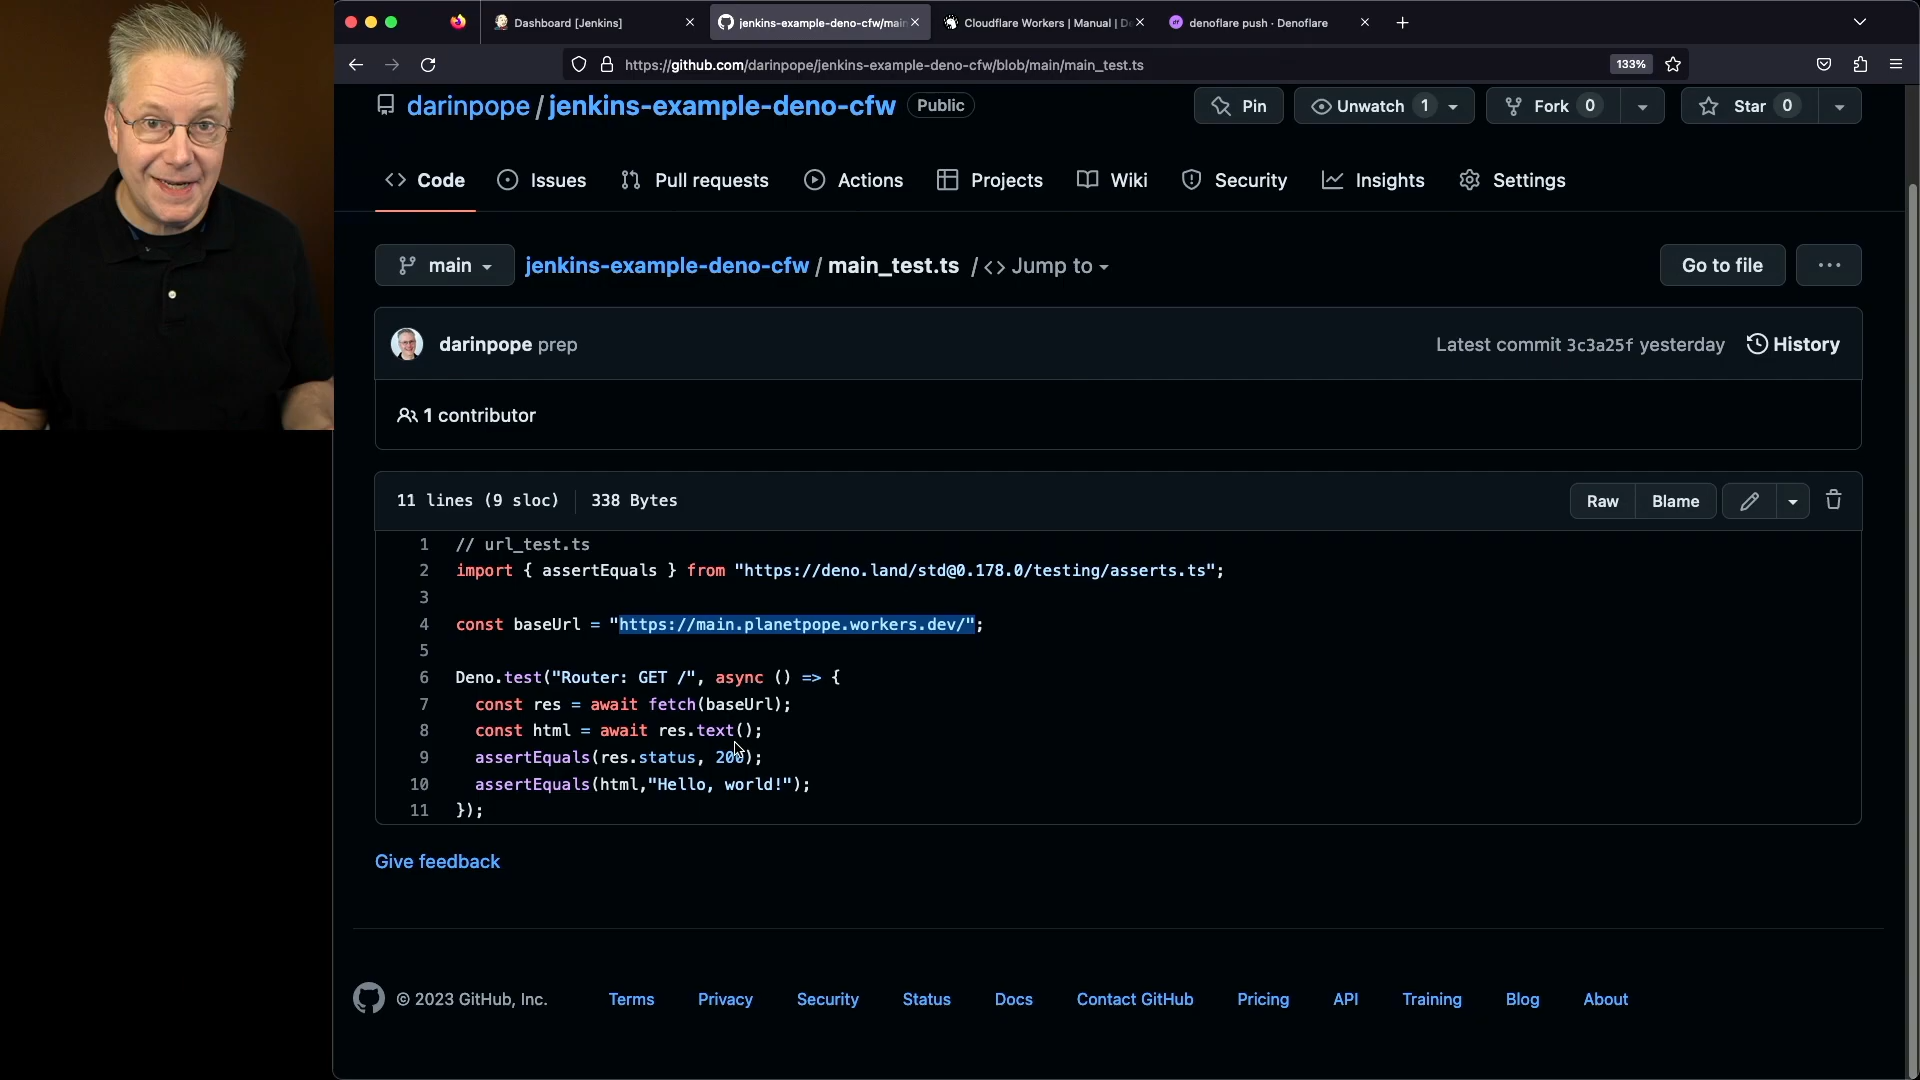 Dashboard [Jenkins]
jenkins-example-deno-cfw/main
Cloudflare Workers | Manual | D
denoflare push · Denoflare
https://github.com/darinpope/jenkins-example-deno-cfw/blob/main/main_test.ts
133%
darinpope / jenkins-example-deno-cfw Public
Pin
Unwatch 1
Fork 0
Star 0
Code
Issues
Pull requests
Actions
Projects
Wiki
Security
Insights
Settings
main
jenkins-example-deno-cfw / main_test.ts / <> Jump to
Go to file
...
darinpope prep
Latest commit 3c3a25f yesterday
History
1 contributor
11 lines (9 sloc) | 338 Bytes
Raw
Blame
1 // url_test.ts
2 import { assertEquals } from "https://deno.land/std@0.178.0/testing/asserts.ts";
3
4 const baseUrl = "https://main.planetpope.workers.dev/";
5
6 Deno.test("Router: GET /", async () => {
7 const res = await fetch(baseUrl);
8 const html = await res.text();
9 assertEquals(res.status, 200);
10 assertEquals(html,"Hello, world!");
11 });
Give feedback
© 2023 GitHub, Inc.
Terms
Privacy
Security
Status
Docs
Contact GitHub
Pricing
API
Training
Blog
About